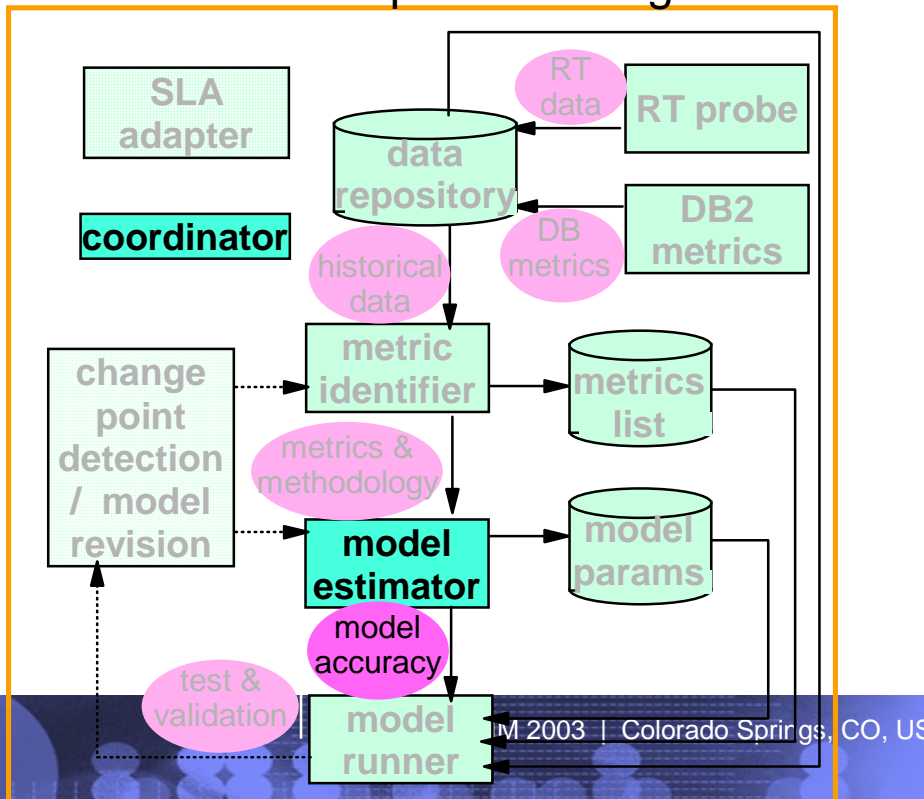 SLA
adapter
RT
data
RT probe
data
repository
DB2
metrics
DB
metrics
coordinator
historical
data
metric
identifier
metrics
list
change
point
detection
/ model
revision
metrics &
methodology
model
estimator
model
params
model
accuracy
test &
validation
model
runner
| M 2003 | Colorado Springs, CO, US